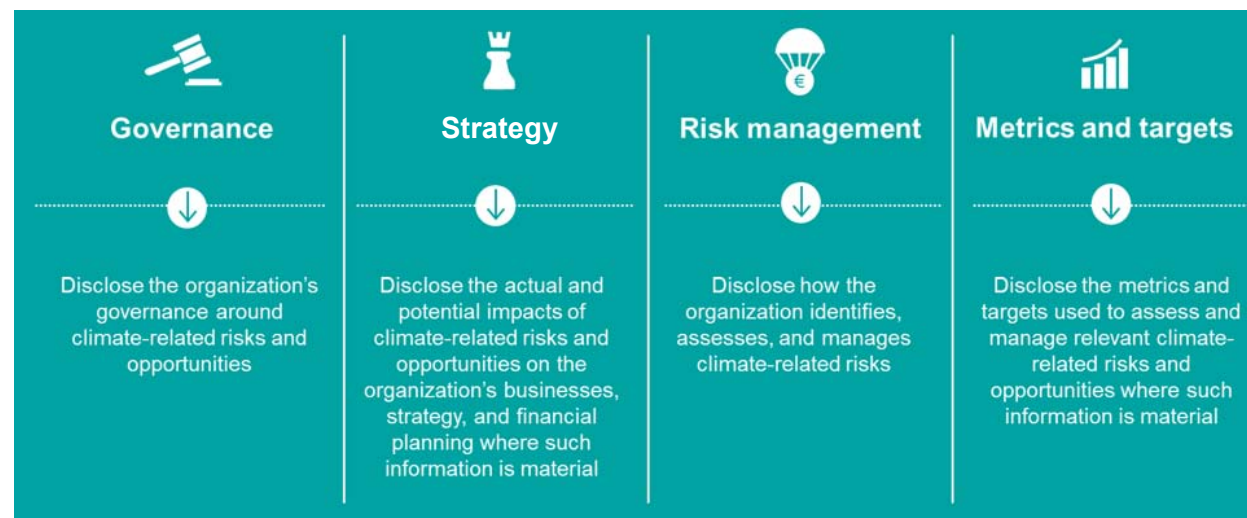 Governance
Disclose the organization's
governance around
climate-related risks and
opportunities
Strategy
Disclose the actual and
potential impacts of
climate-related risks and
opportunities on the
organization's businesses,
strategy, and financial
planning where such
information is material
€
Risk management
Disclose how the
organization identifies,
assesses, and manages
climate-related risks
Metrics and targets
Disclose the metrics and
targets used to assess and
manage relevant climate-
related risks and
opportunities where such
information is material